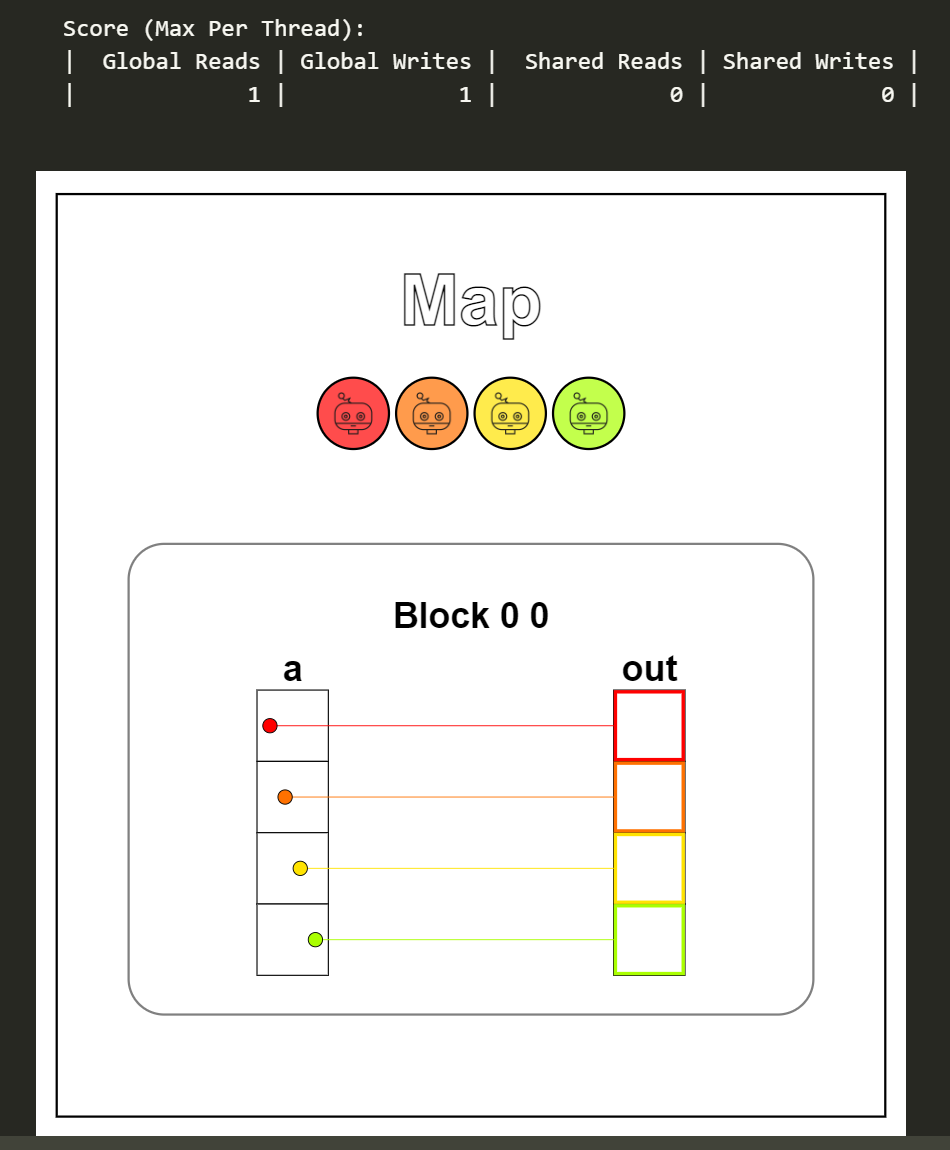 Score (Max Per Thread):
|  Global Reads | Global Writes |  Shared Reads | Shared Writes |
|             1 |             1 |             0 |             0 |
Map
Block 0 0
a out